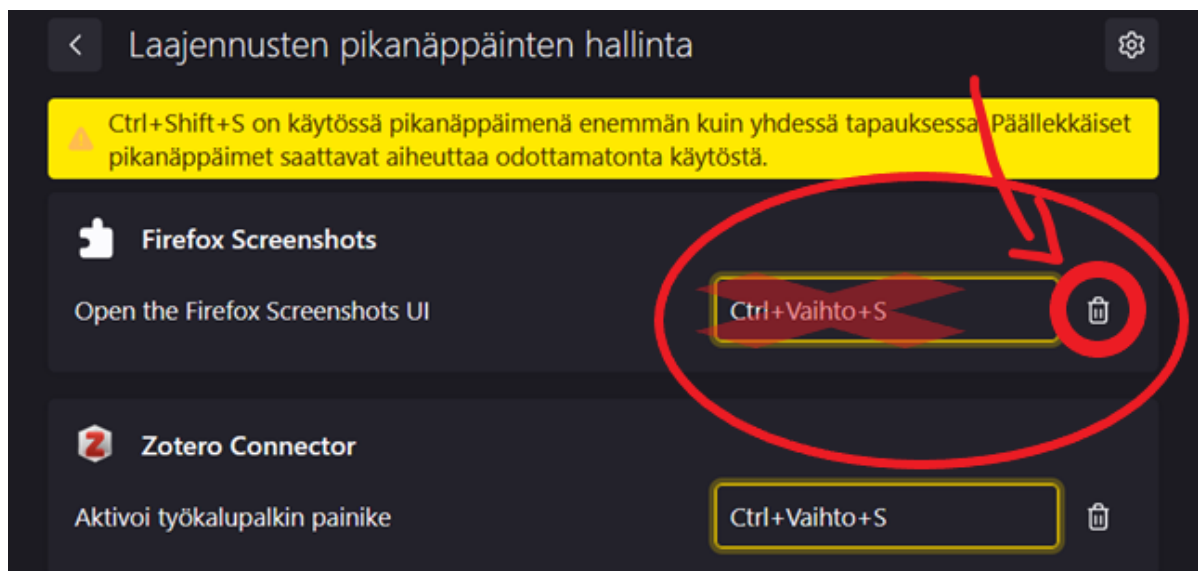 Laajennusten pikanäppäinten hallinta
Ctrl+Shift+S on käytössä pikanäppäimenä enemmän kuin yhdessä tapauksessa. Päällekkäiset
pikanäppäimet saattavat aiheuttaa odottamatonta käytöstä.
Firefox Screenshots
Open the Firefox Screenshots UI
Ctrl+Vaihto+S
Zotero Connector
Aktivoi työkalupalkin painike
Ctrl+Vaihto+S